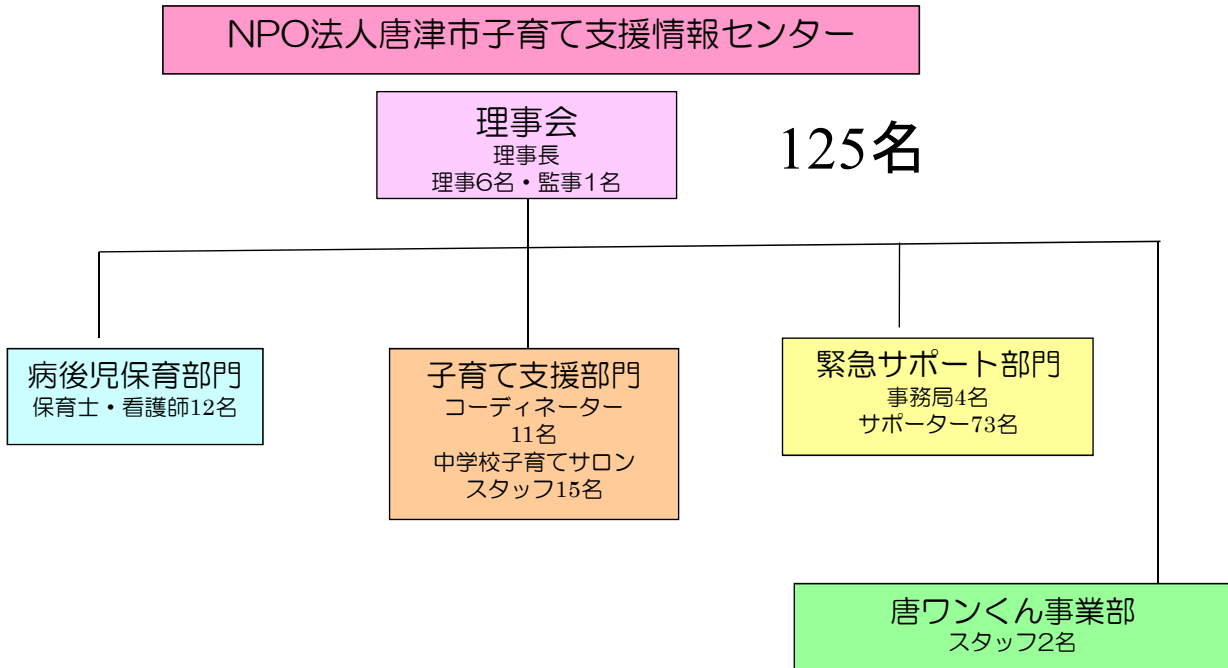 NPO法人唐津市子育て支援情報センター
理事会
理事長
理事6名・監事1名
125名
病後児保育部門
保育士・看護師12名
子育て支援部門
コーディネーター
11名
中学校子育てサロン
スタッフ15名
緊急サポート部門
事務局4名
サポーター73名
唐ワンくん事業部
スタッフ2名